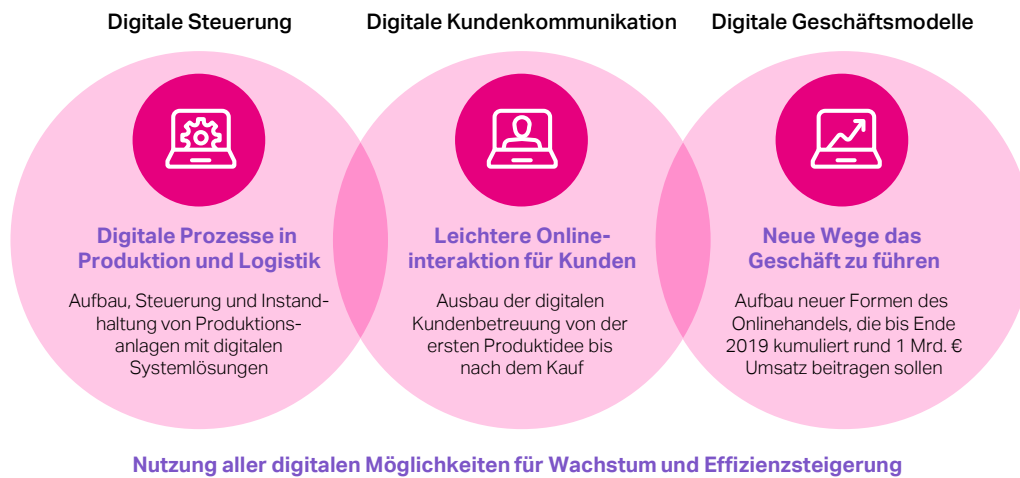 Digitale Steuerung
Digitale Kundenkommunikation
Digitale Geschäftsmodelle
Digitale Prozesse in
Produktion und Logistik
Aufbau, Steuerung und Instand-
haltung von Produktions-
anlagen mit digitalen
Systemlösungen
Leichtere Online-
interaktion für Kunden
Ausbau der digitalen
Kundenbetreuung von der
ersten Produktidee bis
nach dem Kauf
Neue Wege das
Geschäft zu führen
Aufbau neuer Formen des
Onlinehandels, die bis Ende
2019 kumuliert rund 1 Mrd. €
Umsatz beitragen sollen
Nutzung aller digitalen Möglichkeiten für Wachstum und Effizienzsteigerung